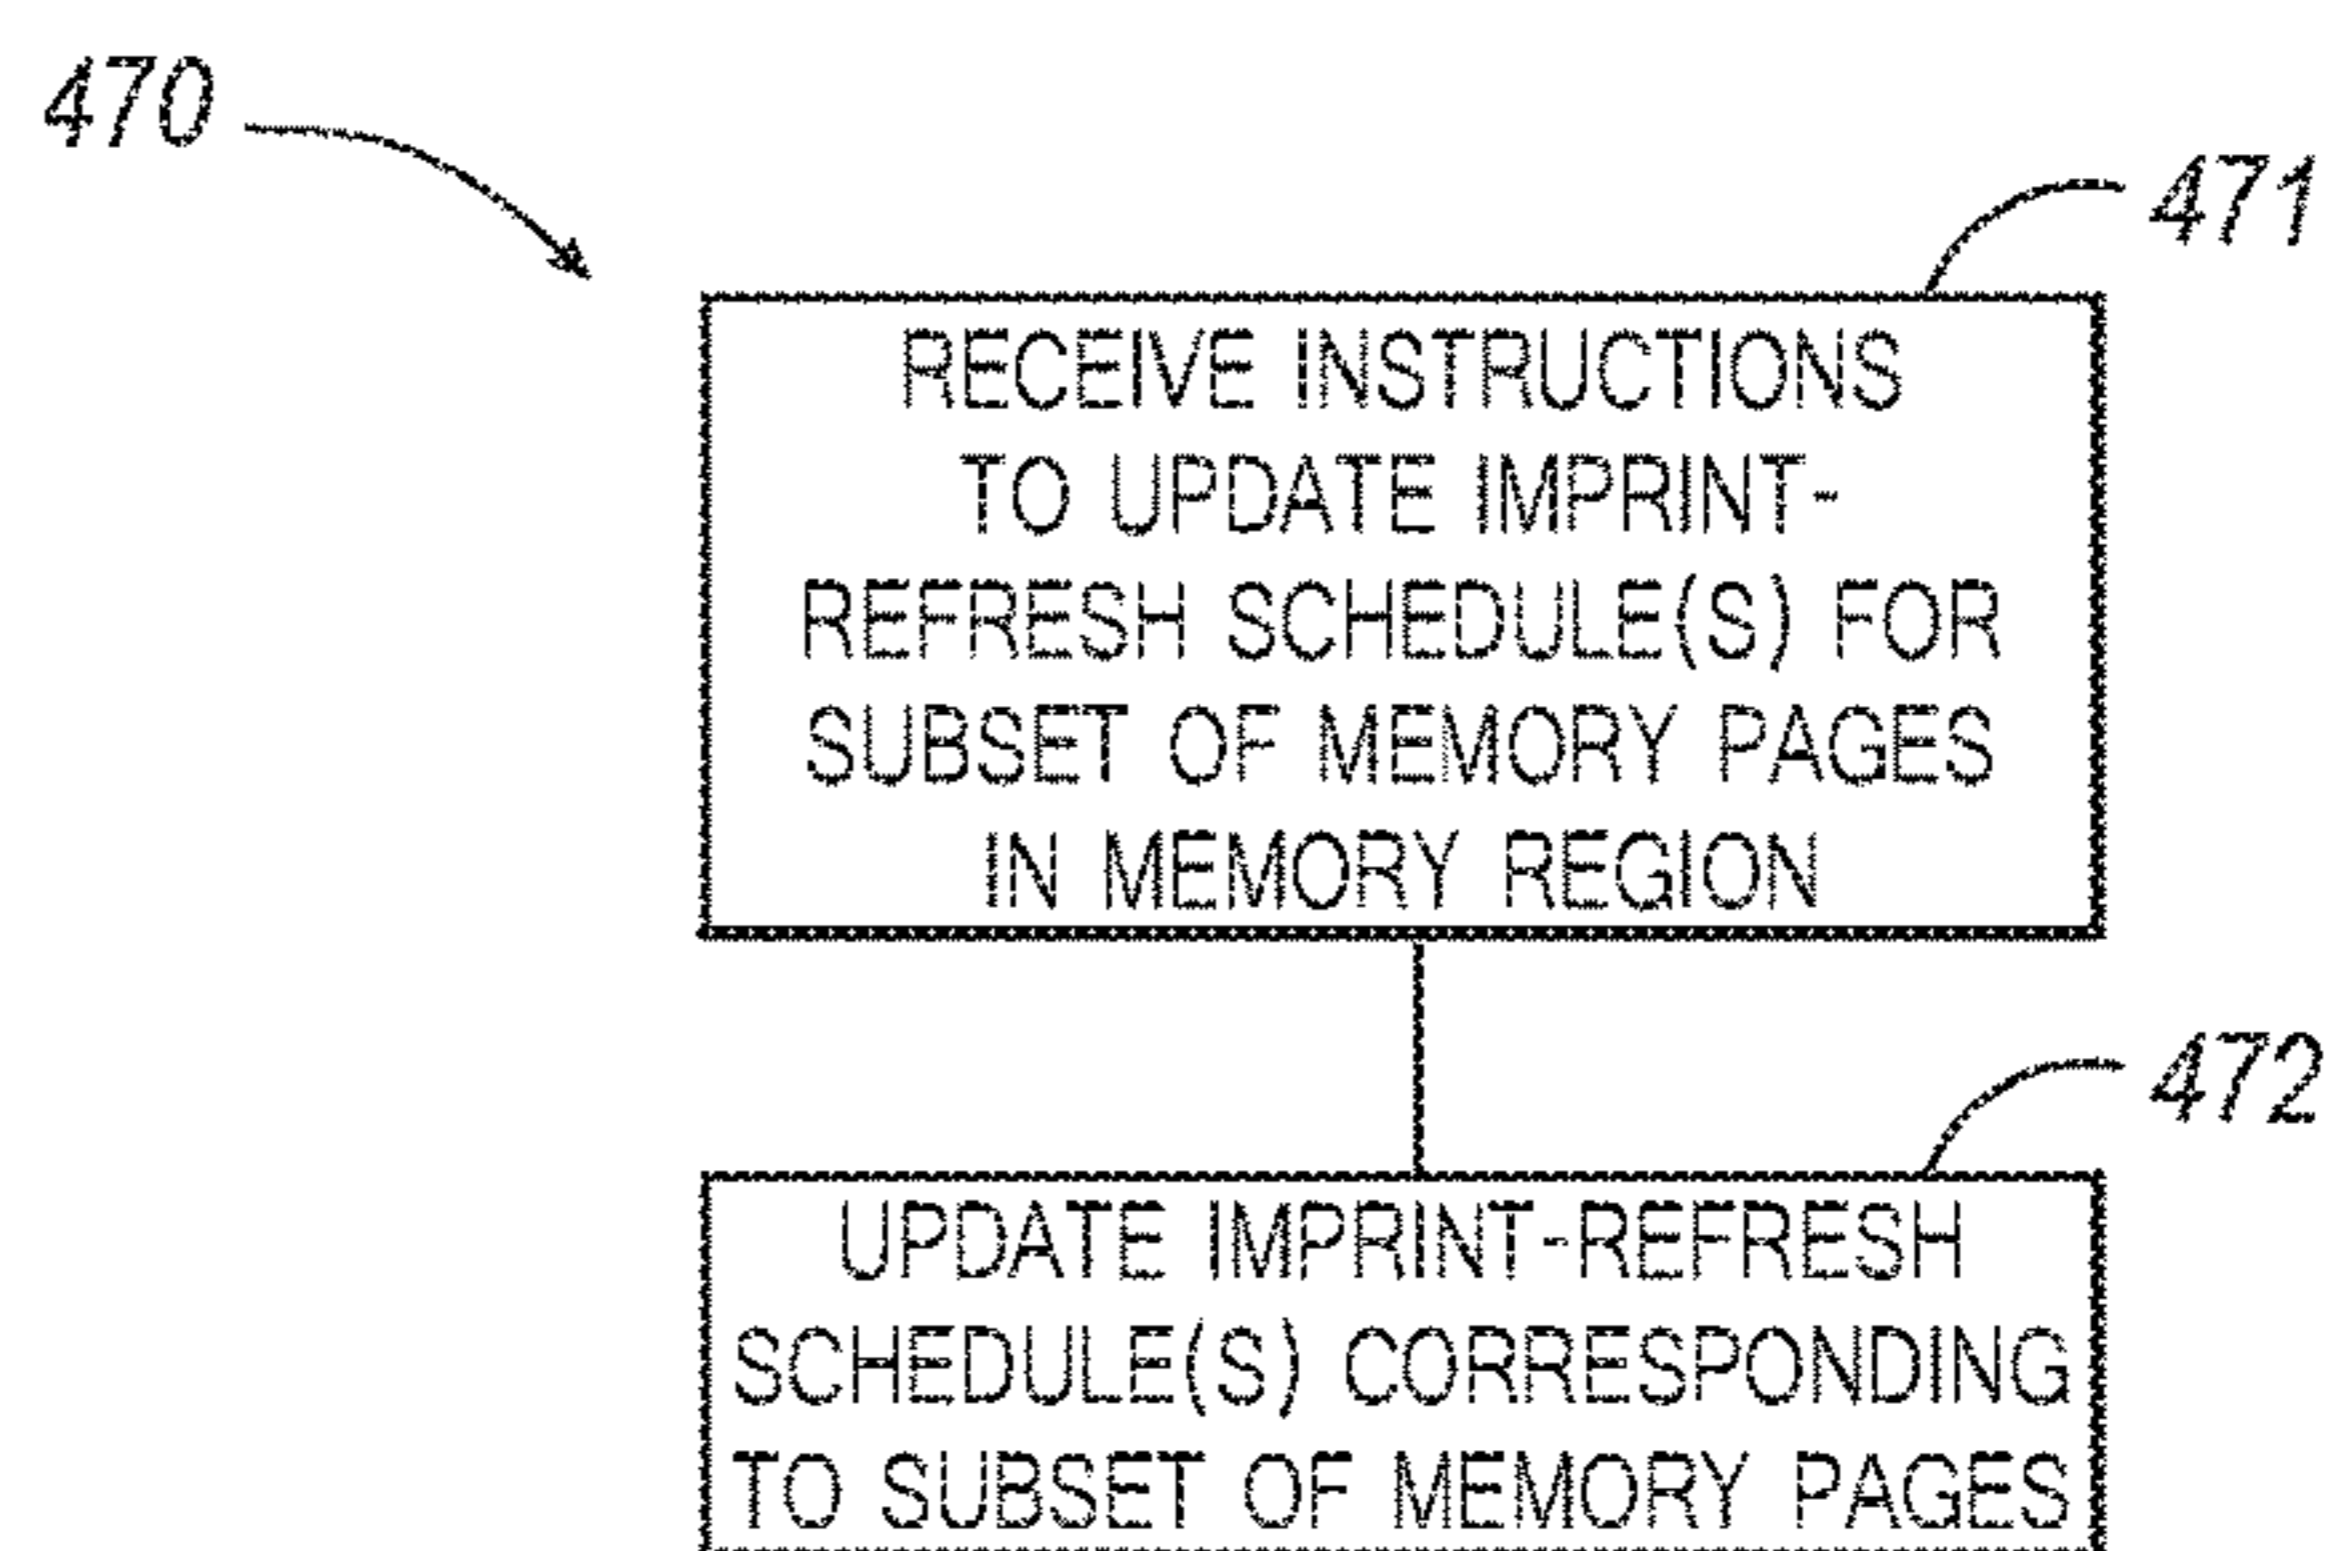 470
471
RECEIVE INSTRUCTIONS
TO UPDATE IMPRINT-
REFRESH SCHEDULE(S) FOR
SUBSET OF MEMORY PAGES
IN MEMORY REGION
472
UPDATE IMPRINT-REFRESH
SCHEDULE(S) CORRESPONDING
TO SUBSET OF MEMORY PAGES